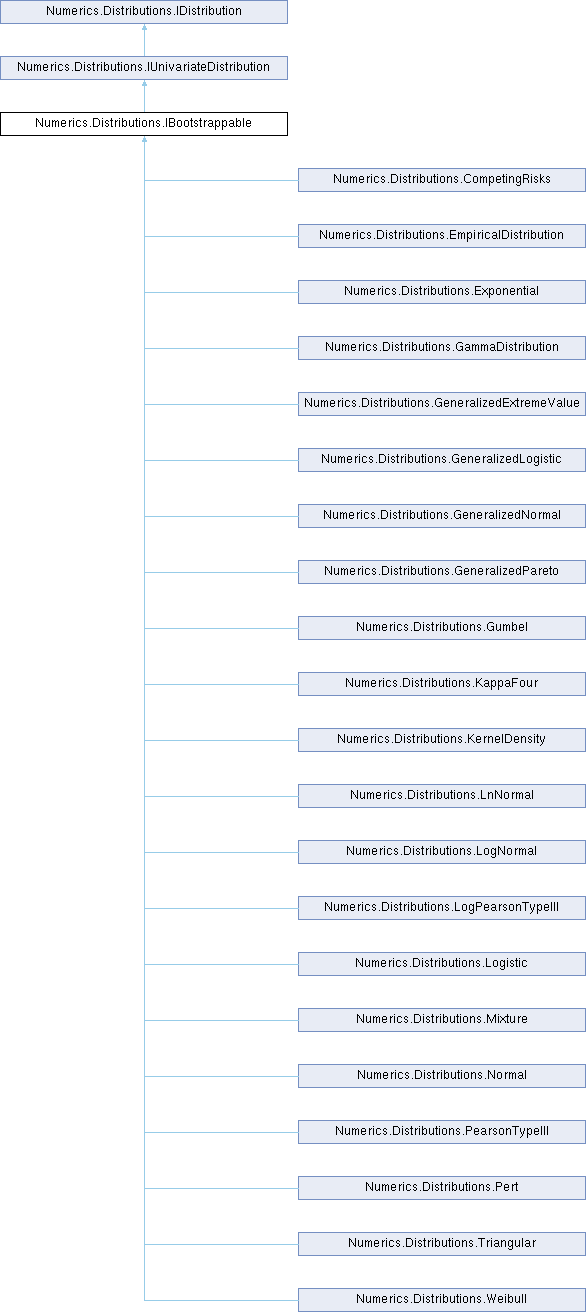 Numerics.Distributions.IDistribution
Numerics.Distributions.IUnivariateDistribution
Numerics.Distributions.IBootstrappable
Numerics.Distributions.CompetingRisks
Numerics.Distributions.EmpiricalDistribution
Numerics.Distributions.Exponential
Numerics.Distributions.GammaDistribution
Numerics.Distributions.GeneralizedExtremeValue
Numerics.Distributions.GeneralizedLogistic
Numerics.Distributions.GeneralizedNormal
Numerics.Distributions.GeneralizedPareto
Numerics.Distributions.Gumbel
Numerics.Distributions.KappaFour
Numerics.Distributions.KernelDensity
Numerics.Distributions.LnNormal
Numerics.Distributions.LogNormal
Numerics.Distributions.LogPearsonTypeIII
Numerics.Distributions.Logistic
Numerics.Distributions.Mixture
Numerics.Distributions.Normal
Numerics.Distributions.PearsonTypeIII
Numerics.Distributions.Pert
Numerics.Distributions.Triangular
Numerics.Distributions.Weibull